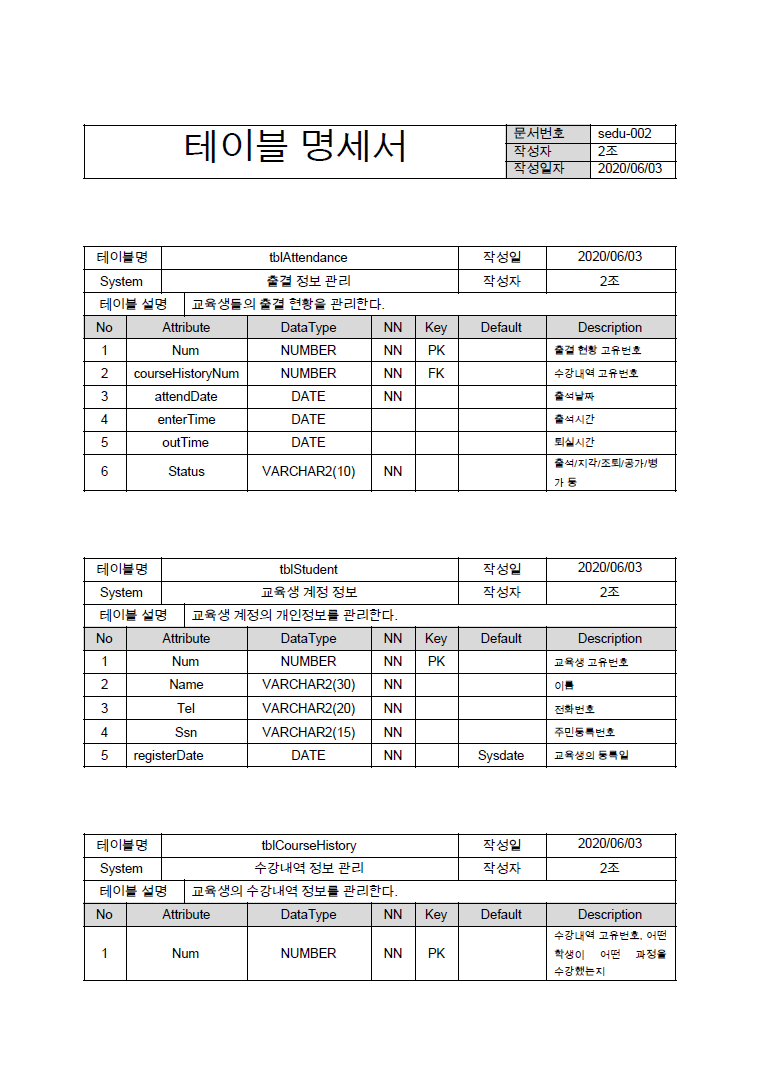 테이블 명세서
문서번호 sedu-002
작성자 2조
작성일자 2020/06/03
테이블명 tblAttendance 작성일 2020/06/03
System 출결 정보 관리 작성자 2조
테이블 설명 교육생들의 출결 현황을 관리한다.
No Attribute DataType NN Key Default Description
1 Num NUMBER NN PK 출결 현황 고유번호
2 courseHistoryNum NUMBER NN FK 수강내역 고유번호
3 attendDate DATE NN 출석날짜
4 enterTime DATE 출석시간
5 outTime DATE 퇴실시간
6 Status VARCHAR2(10) NN 출석/지각/조퇴/공가/병
가 등
테이블명 tblStudent 작성일 2020/06/03
System 교육생 계정 정보 작성자 2조
테이블 설명 교육생 계정의 개인정보를 관리한다.
No Attribute DataType NN Key Default Description
1 Num NUMBER NN PK 교육생 고유번호
2 Name VARCHAR2(30) NN 이름
3 Tel VARCHAR2(20) NN 전화번호
4 Ssn VARCHAR2(15) NN 주민등록번호
5 registerDate DATE NN Sysdate 교육생의 등록일
테이블명 tblCourseHistory 작성일 2020/06/03
System 수강내역 정보 관리 작성자 2조
테이블 설명 교육생의 수강내역 정보를 관리한다.
No Attribute DataType NN Key Default Description
1 Num NUMBER NN PK 수강내역 고유번호, 어떤
학생이 어떤 과정을
수강했는지